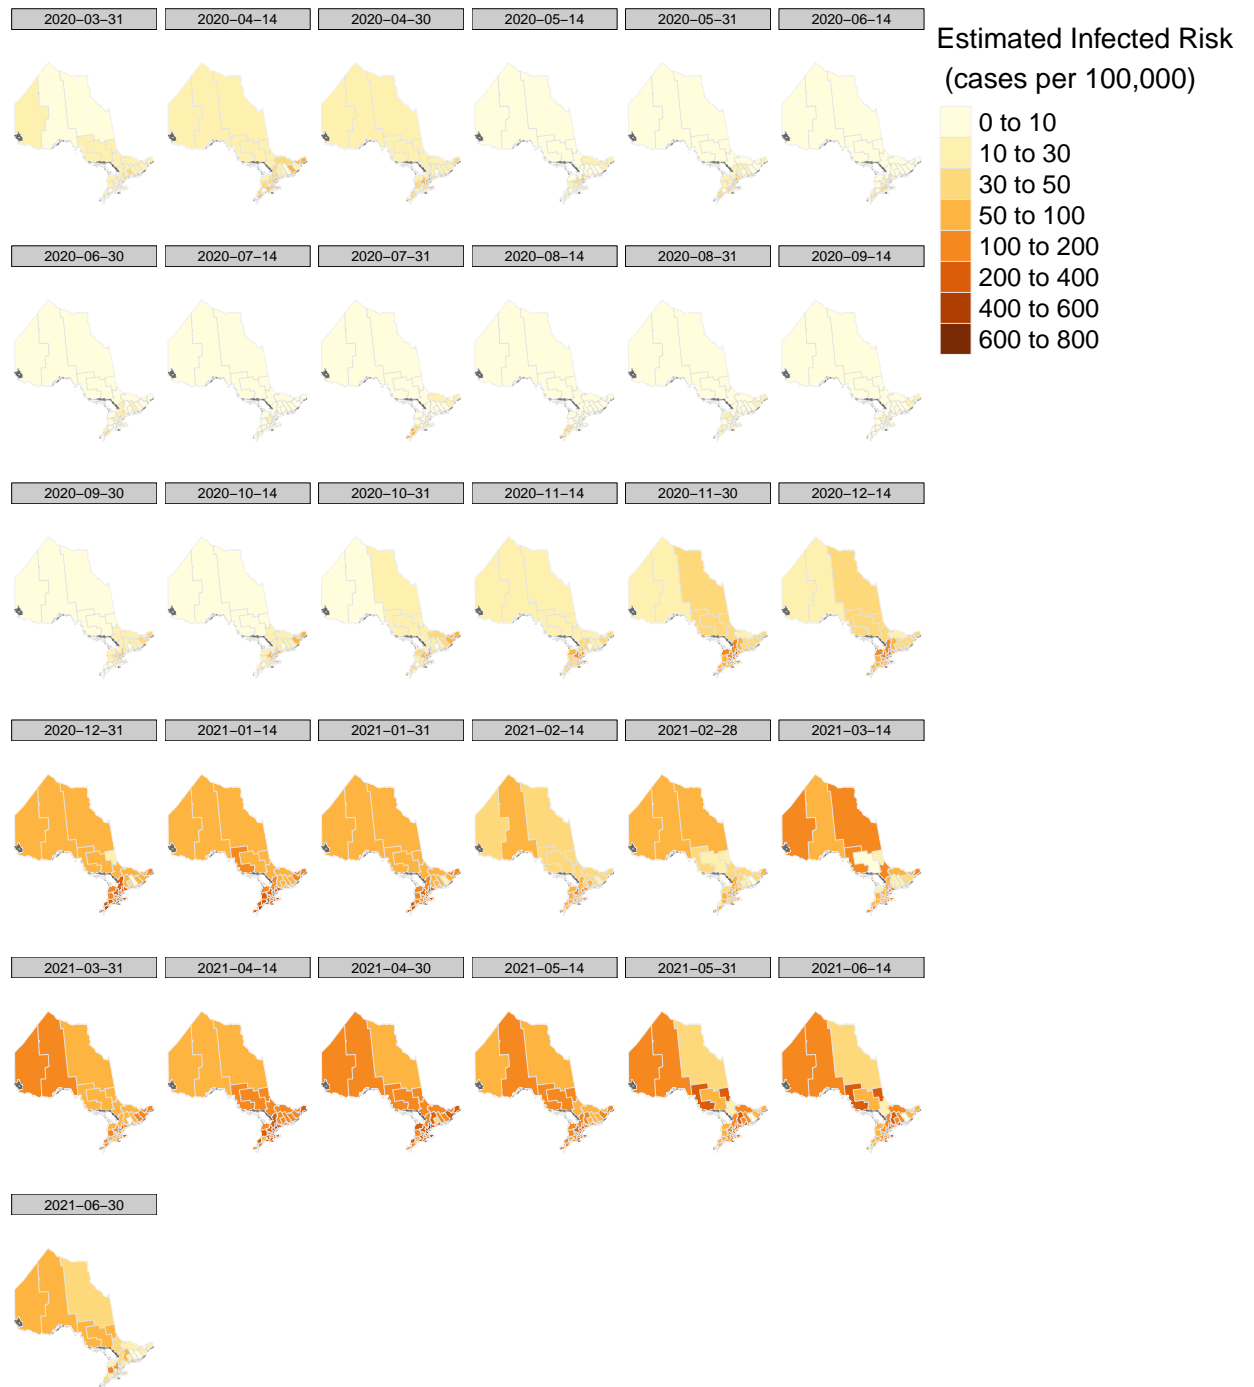 2020−03−31 2020−04−14 2020−04−30 2020−05−14 2020−05−31 2020−06−14
Estimated Infected Risk
(cases per 100,000)
0 to 10
10 to 30
30 to 50
50 to 100
100 to 200
200 to 400
400 to 600
600 to 800
2020−06−30 2020−07−14 2020−07−31 2020−08−14 2020−08−31 2020−09−14
2020−09−30 2020−10−14 2020−10−31 2020−11−14 2020−11−30 2020−12−14
2020−12−31 2021−01−14 2021−01−31 2021−02−14 2021−02−28 2021−03−14
2021−03−31 2021−04−14 2021−04−30 2021−05−14 2021−05−31 2021−06−14
2021−06−30